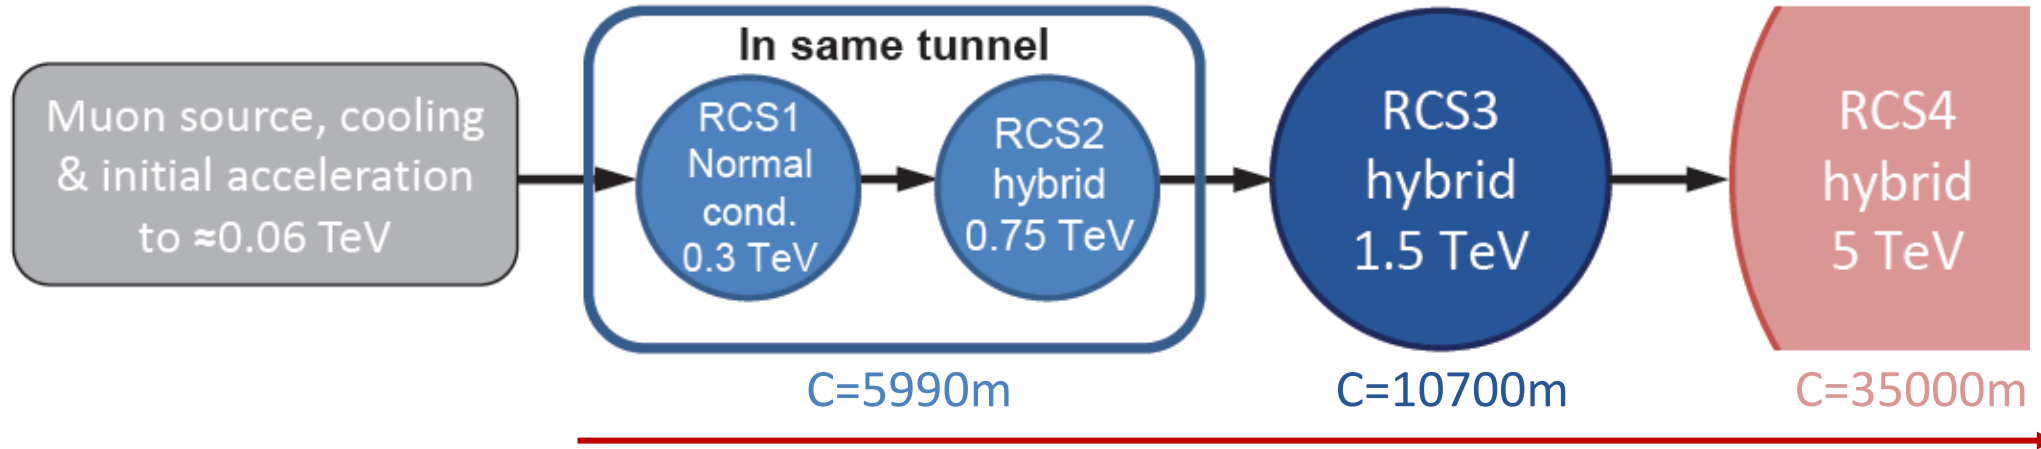 In same tunnel
Muon source, cooling
& initial acceleration
to ≈0.06 TeV
RCS1
Normal
cond.
0.3 TeV
RCS2
hybrid
0.75 TeV
RCS3
hybrid
1.5 TeV
RCS4
hybrid
5 TeV
C=5990m
C=10700m
C=35000m